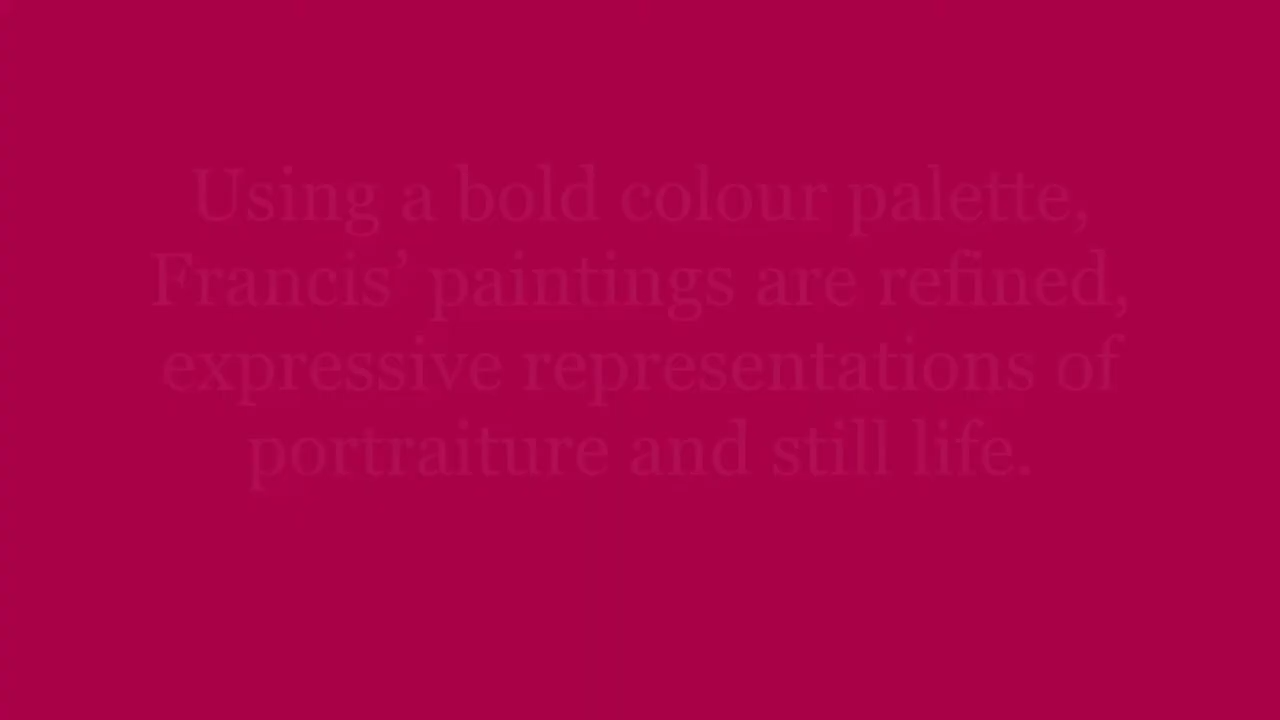 Using a bold colour palette,
Francis’ paintings are refined,
expressive representations of
portraiture and still life.